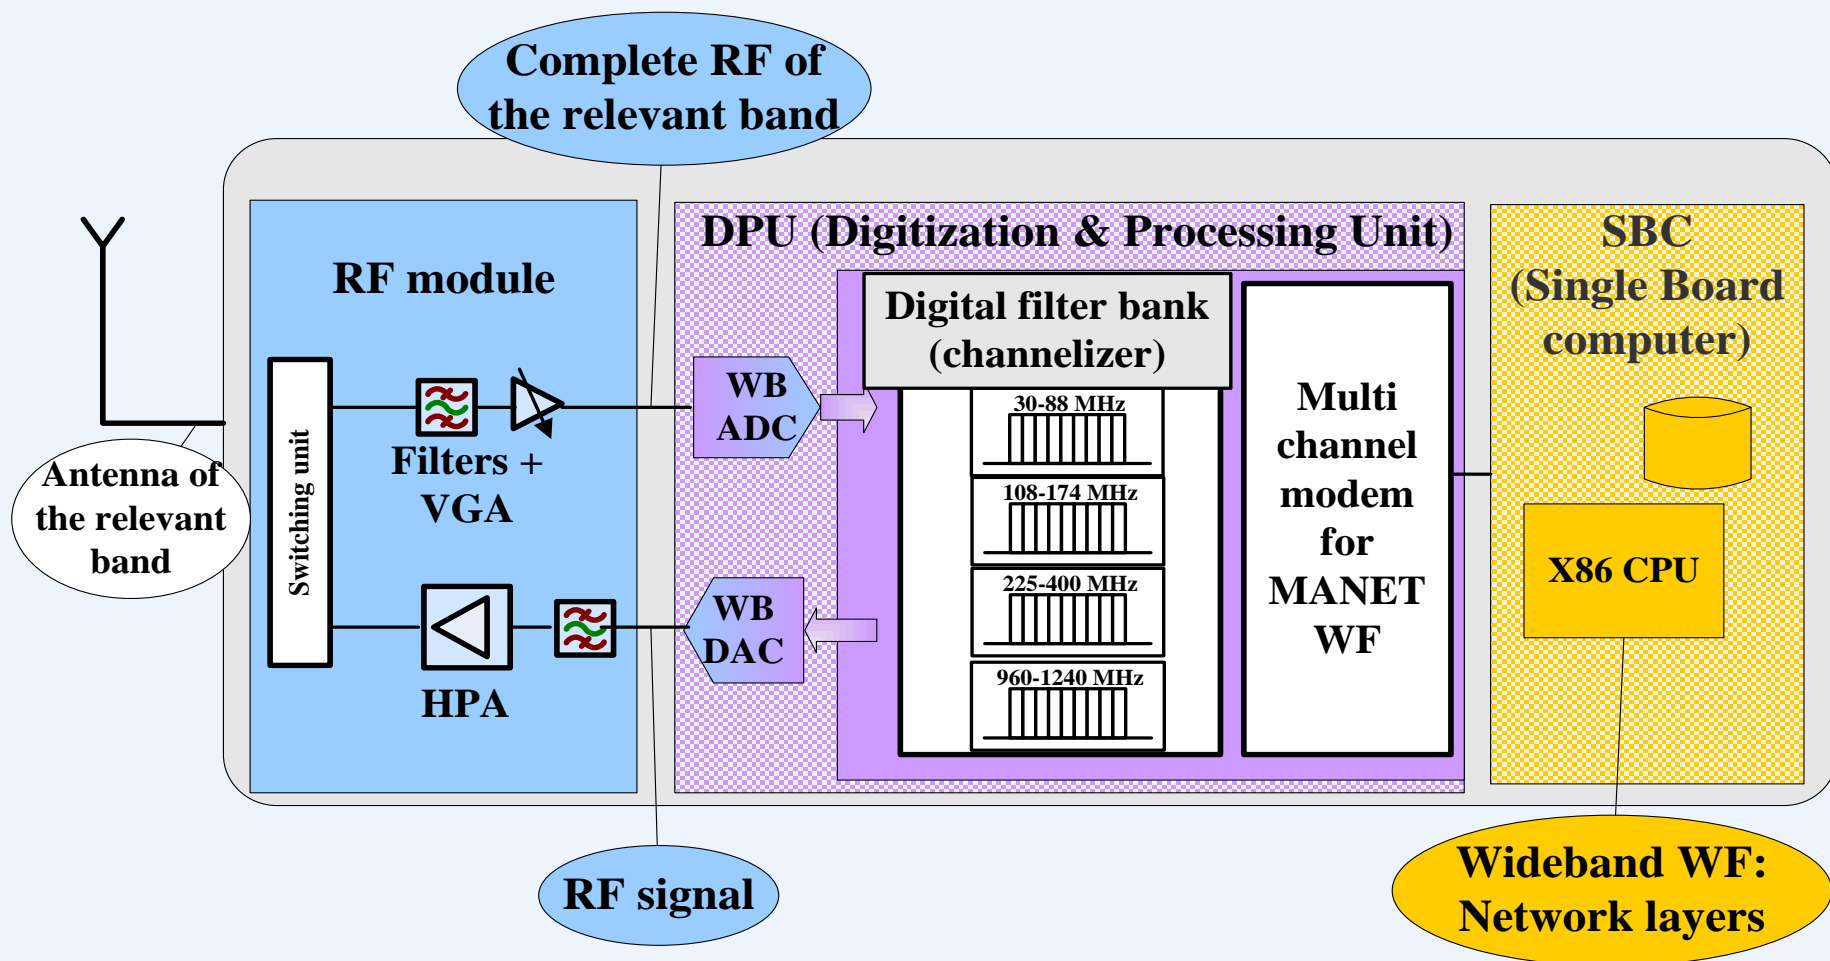 Complete RF of
the relevant band
DPU (Digitization & Processing Unit)
SBC
(Single Board
computer)
RF module
Digital filter bank
(channelizer)
WB
ADC
30-88 MHz
Multi
channel
modem
for
MANET
WF
Filters +
VGA
Switching unit
Antenna of
the relevant
band
108-174 MHz
X86 CPU
225-400 MHz
WB
DAC
960-1240 MHz
HPA
RF signal
Wideband WF:
Network layers